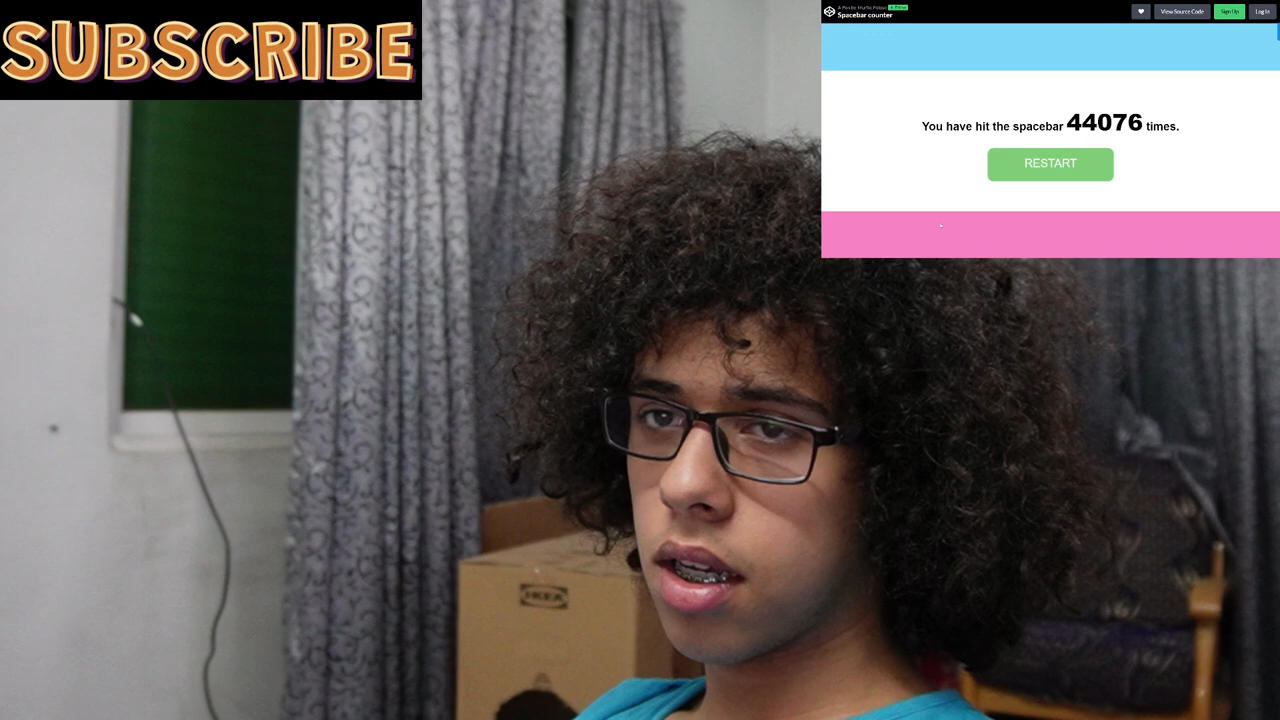 SUBSCRIBE
Spacebar counter
View Source Code
Sign Up
Log In
You have hit the spacebar 44076 times.
RESTART
IKEA